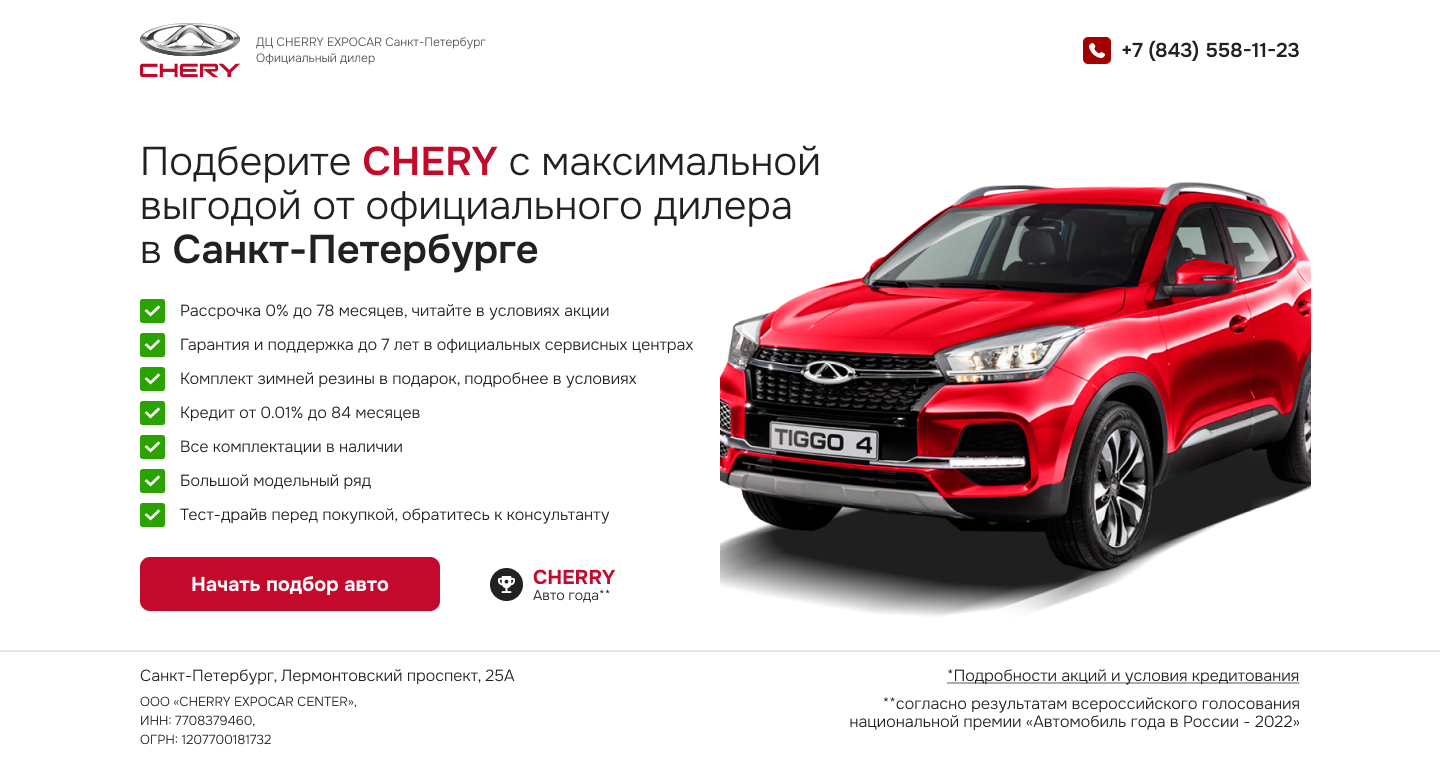 CHERY
ДЦ CHERRY EXPOCAR Санкт-Петербург
Официальный дилер
+7 (843) 558-11-23
Подберите CHERY с максимальной
выгодой от официального дилера
в Санкт-Петербурге
Рассрочка 0% до 78 месяцев, читайте в условиях акции
Гарантия и поддержка до 7 лет в официальных сервисных центрах
Комплект зимней резины в подарок, подробнее в условиях
Кредит от 0.01% до 84 месяцев
Все комплектации в наличии
Большой модельный ряд
Тест-драйв перед покупкой, обратитесь к консультанту
TIGGO 4
Начать подбор авто
CHERRY
Авто года**
Санкт-Петербург, Лермонтовский проспект, 25А
ООО «CHERRY EXPOCAR CENTER»,
ИНН: 7708379460,
ОГРН: 1207700181732
*Подробности акций и условия кредитования
**согласно результатам всероссийского голосования
национальной премии «Автомобиль года в России - 2022»